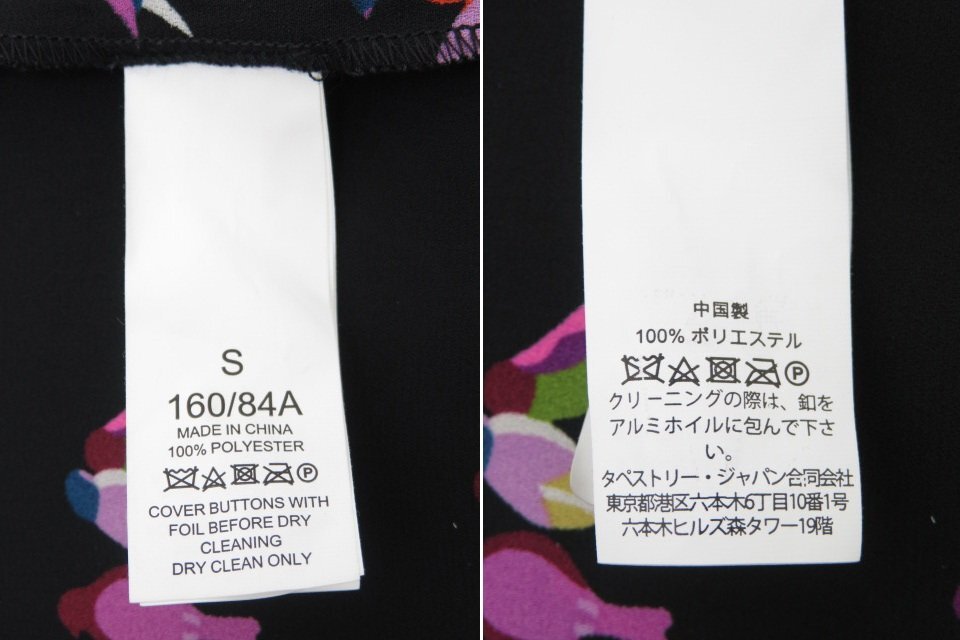 S
160/84A
MADE IN CHINA
100% POLYESTER
P
COVER BUTTONS WITH
FOIL BEFORE DRY
CLEANING
DRY CLEAN ONLY
中国製
100% ポリエステル
P
クリーニングの際は、釦を
アルミホイルに包んで下さ
い。
タペストリー・ジャパン合同会社
東京都港区六本木6丁目10番1号
六本木ヒルズ森タワー19階